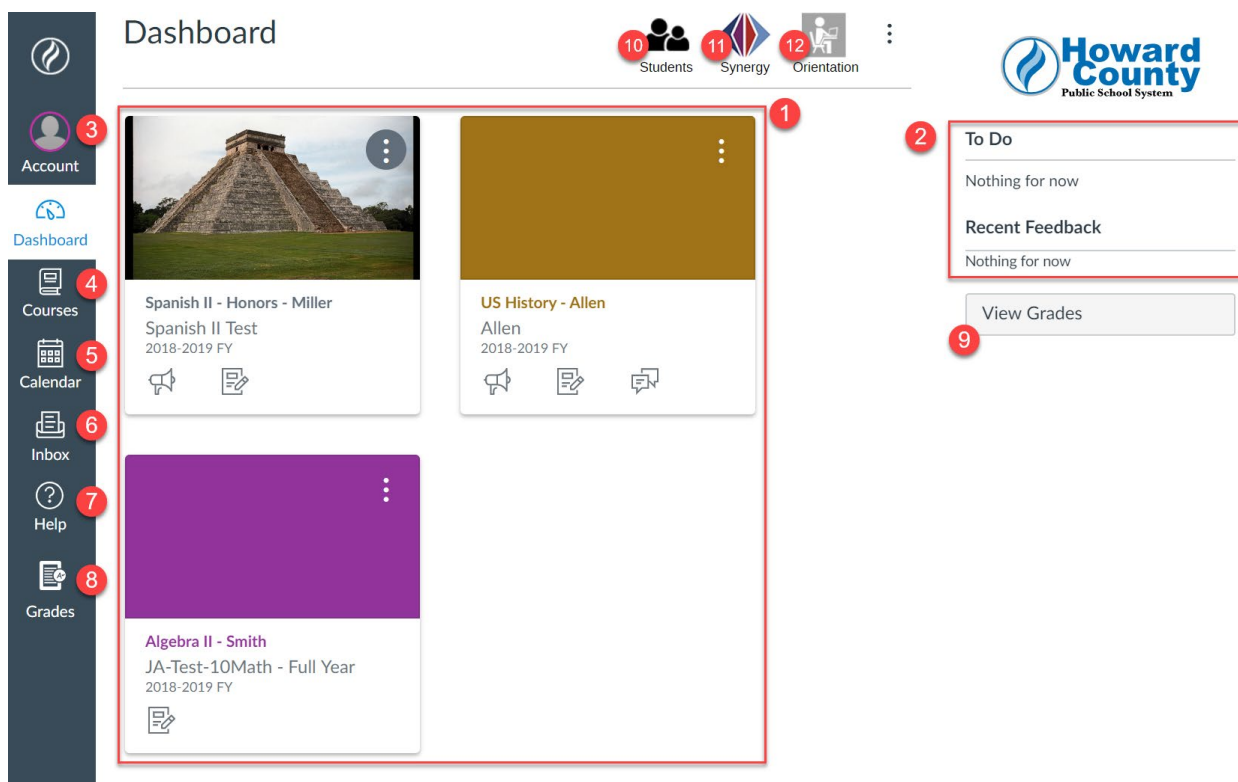 Dashboard
10
11
12
Students
Synergy
Orientation
Howard
County
Public School System
1
3
Account
Dashboard
4
Courses
5
Calendar
6
Inbox
?
7
Help
A+
8
Grades
Spanish II - Honors - Miller
Spanish II Test
2018-2019 FY
US History - Allen
Allen
2018-2019 FY
Algebra II - Smith
JA-Test-10Math - Full Year
2018-2019 FY
2
To Do
Nothing for now
Recent Feedback
Nothing for now
View Grades
9